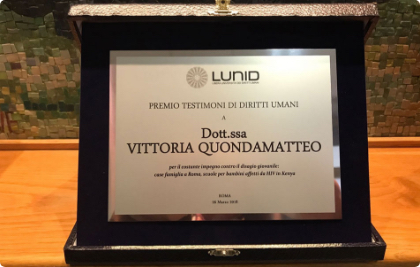 LUNID
PREMIO TESTIMONI DI DIRITTI UMANI
A
Dott.ssa
VITTORIA QUONDAMATTEO
per il costante impegno contro il disagio giovanile:
case famiglia a Roma, scuole per bambini affetti da HIV in Kenya
ROMA
Marzo